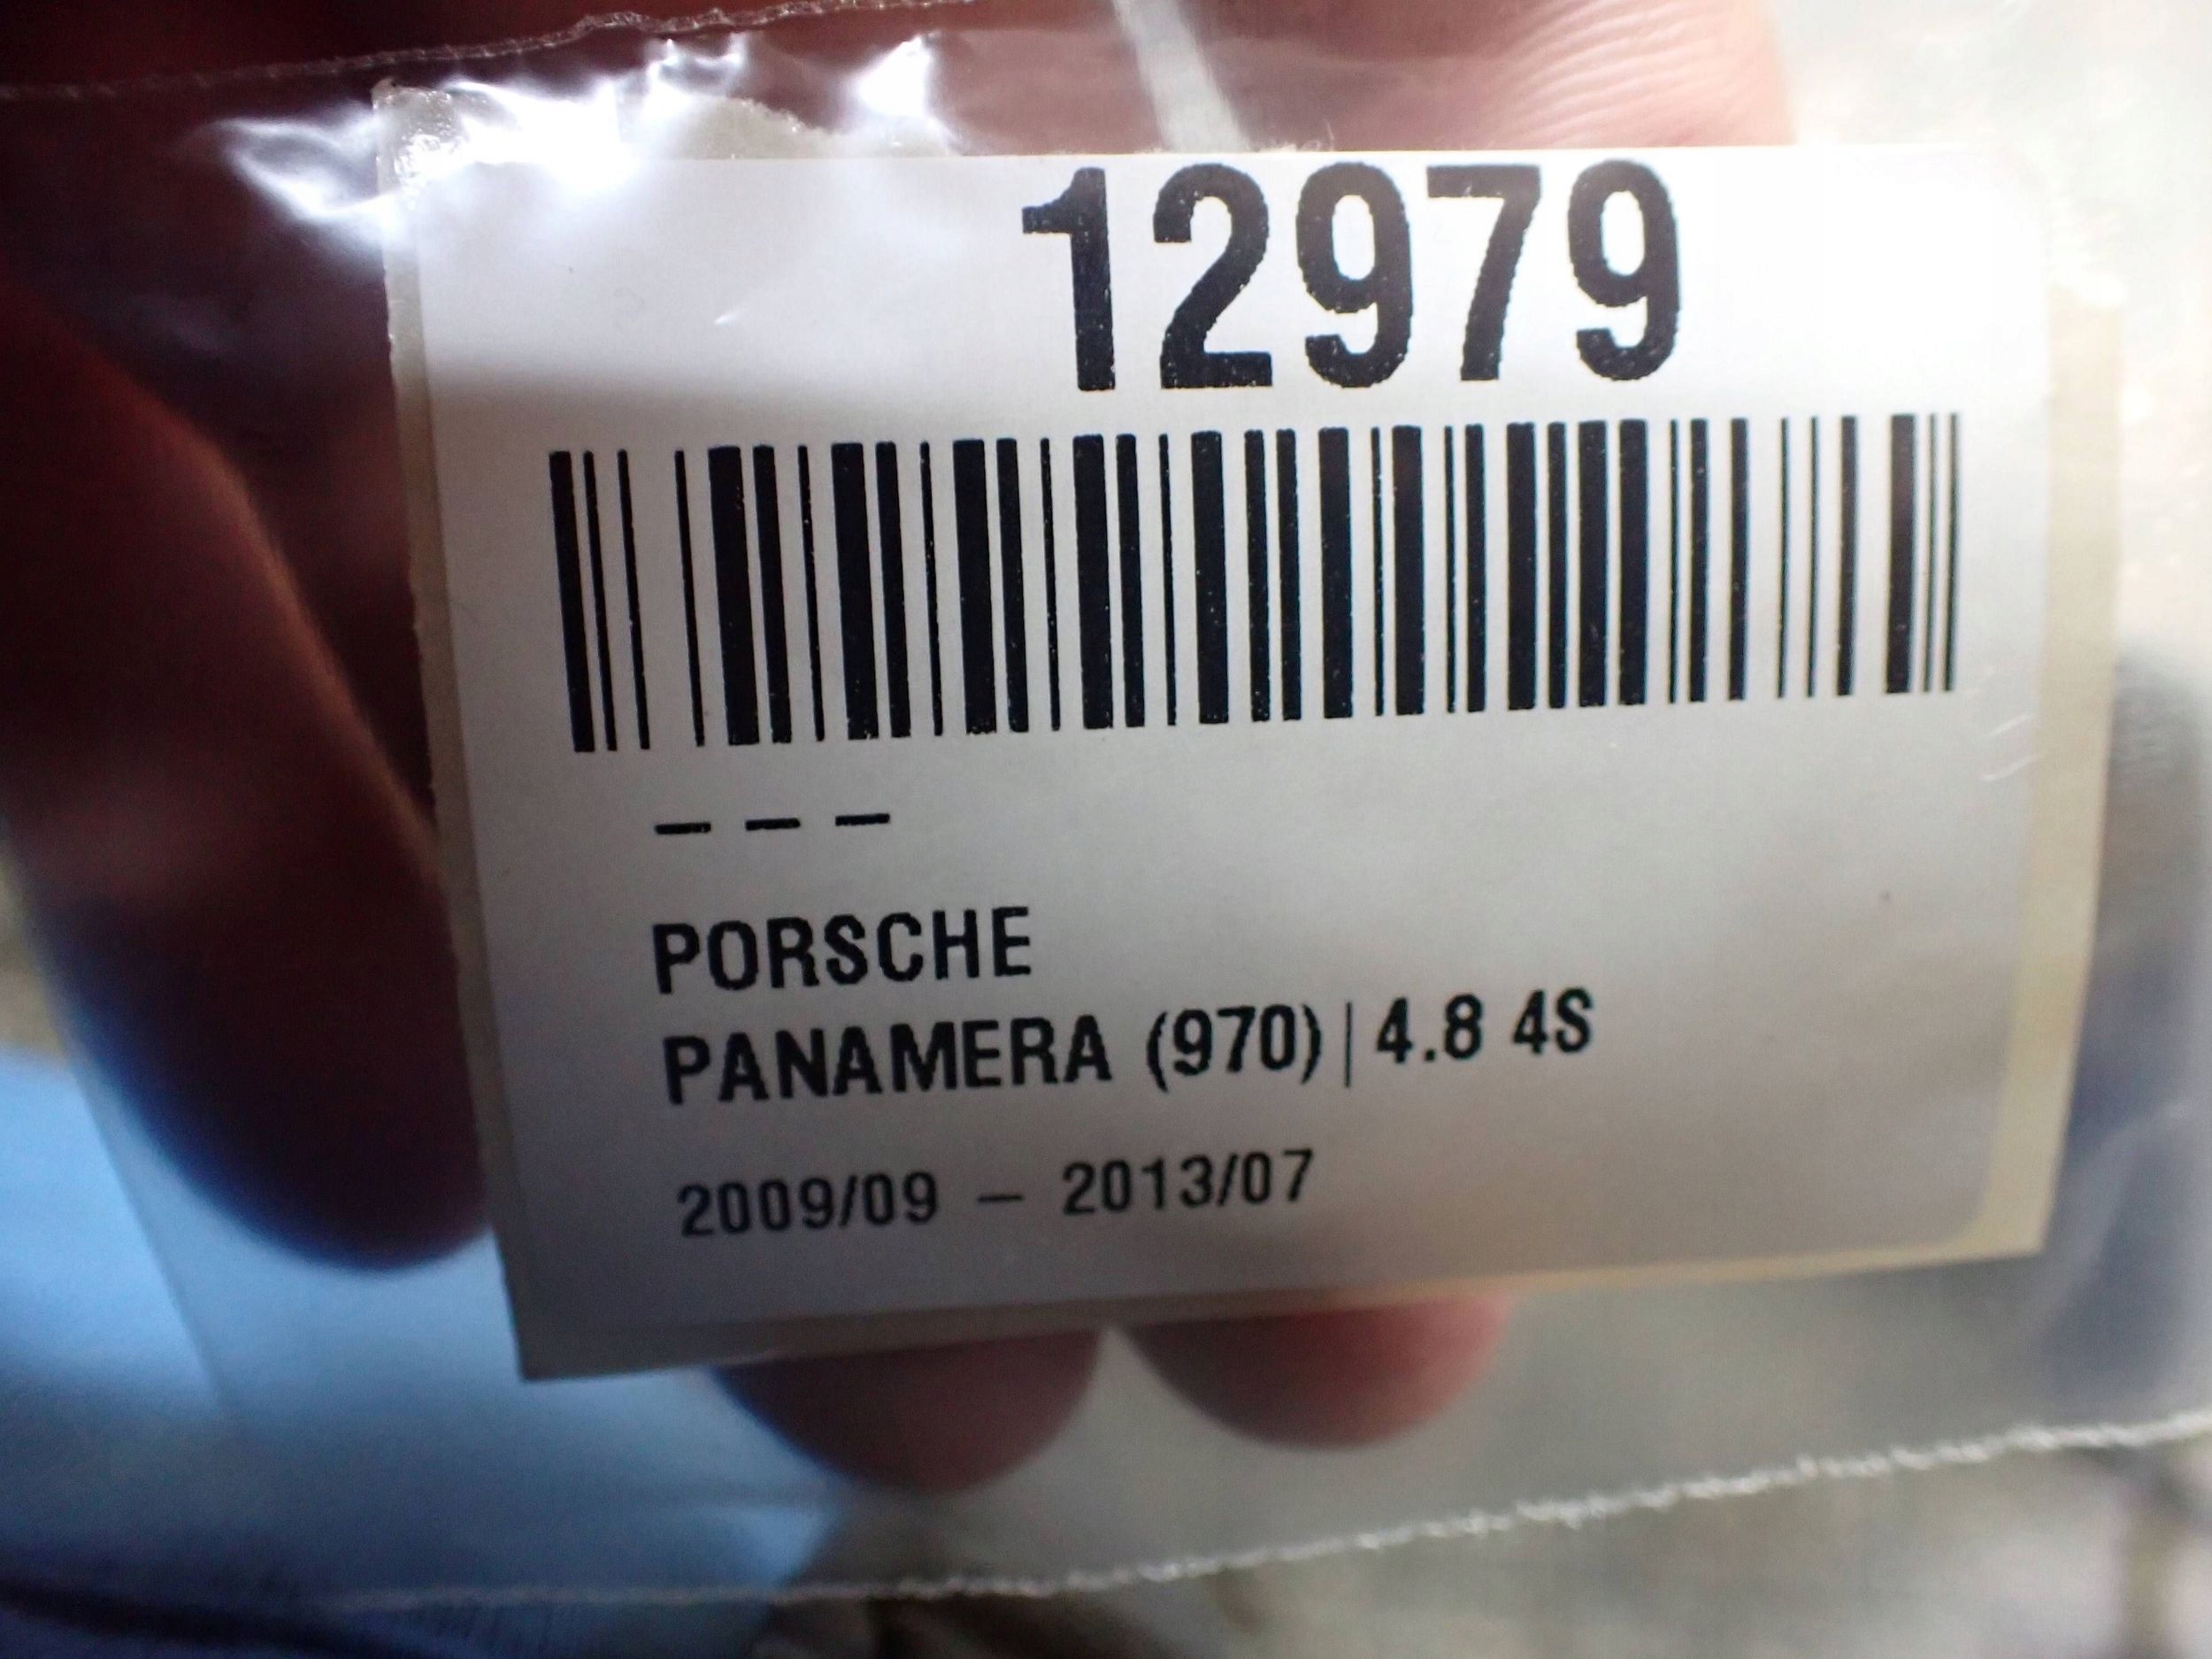 12979
– – –
PORSCHE
PANAMERA (970)|4.8 4S
2009/09 – 2013/07